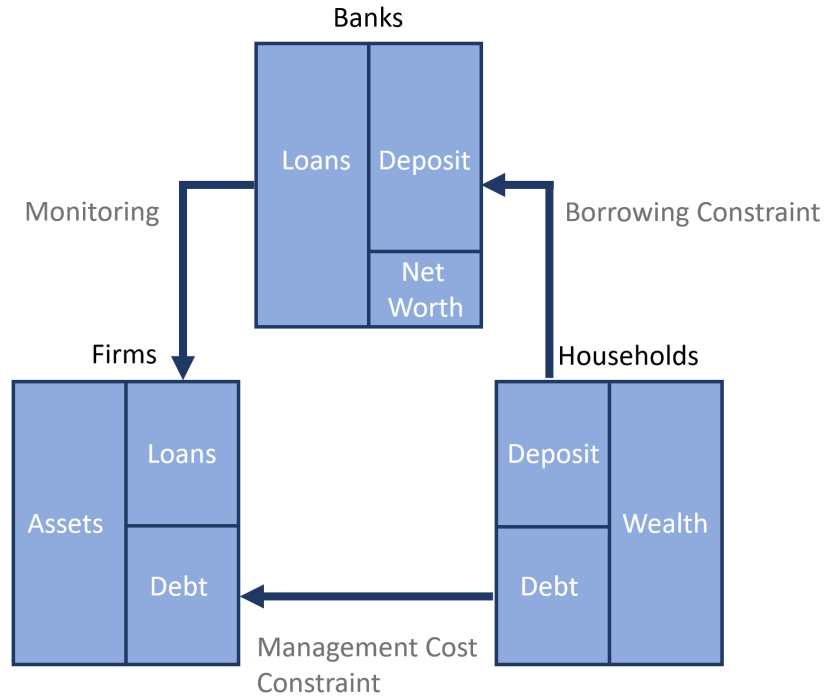 Banks
Loans
Deposit
Net
Worth
Monitoring
Borrowing Constraint
Firms
Assets
Loans
Debt
Households
Deposit
Debt
Wealth
Management Cost
Constraint